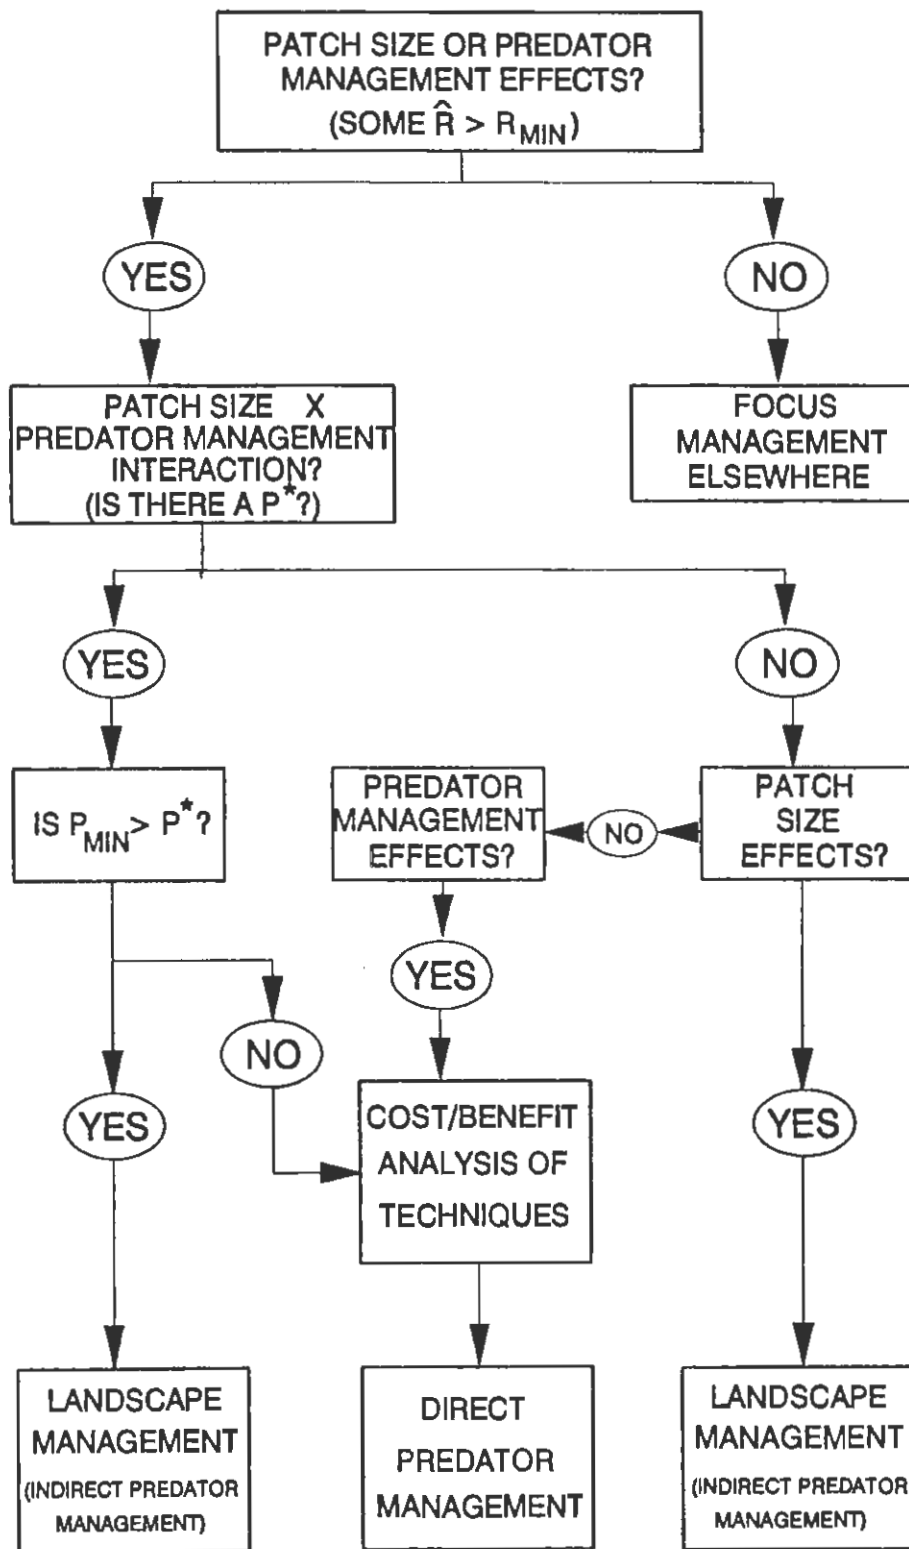 PATCH SIZE OR PREDATOR
MANAGEMENT EFFECTS?
(SOME R̂ > R_MIN)
YES
NO
PATCH SIZE X
PREDATOR MANAGEMENT
INTERACTION?
(IS THERE A P*?)
FOCUS
MANAGEMENT
ELSEWHERE
YES
NO
IS P_MIN > P*?
PREDATOR
MANAGEMENT
EFFECTS?
NO
PATCH
SIZE
EFFECTS?
YES
NO
YES
COST/BENEFIT
ANALYSIS OF
TECHNIQUES
YES
LANDSCAPE
MANAGEMENT
(INDIRECT PREDATOR
MANAGEMENT)
DIRECT
PREDATOR
MANAGEMENT
LANDSCAPE
MANAGEMENT
(INDIRECT PREDATOR
MANAGEMENT)